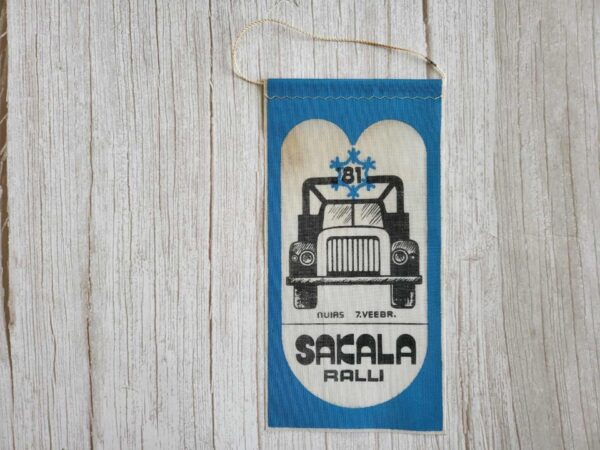 81
NUIAS 7.VEEBR.
SAKALA
RALLI